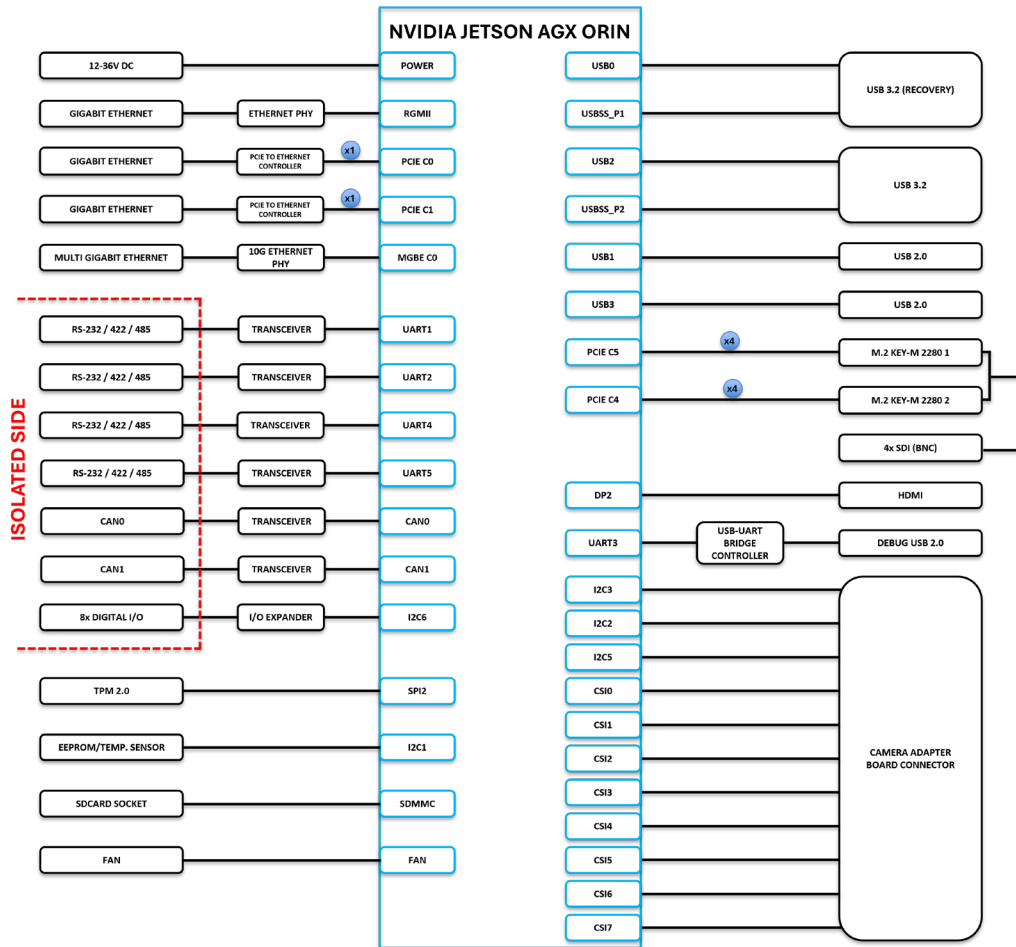 NVIDIA JETSON AGX ORIN
12-36V DC
POWER
GIGABIT ETHERNET
ETHERNET PHY
RGMII
GIGABIT ETHERNET
PCIE TO ETHERNET
CONTROLLER
x1
PCIE C0
GIGABIT ETHERNET
PCIE TO ETHERNET
CONTROLLER
x1
PCIE C1
MULTI GIGABIT ETHERNET
10G ETHERNET
PHY
MGBE C0
ISOLATED SIDE
RS-232 / 422 / 485
TRANSCEIVER
UART1
RS-232 / 422 / 485
TRANSCEIVER
UART2
RS-232 / 422 / 485
TRANSCEIVER
UART4
RS-232 / 422 / 485
TRANSCEIVER
UART5
CAN0
TRANSCEIVER
CAN0
CAN1
TRANSCEIVER
CAN1
8x DIGITAL I/O
I/O EXPANDER
I2C6
TPM 2.0
SPI2
EEPROM/TEMP. SENSOR
I2C1
SDCARD SOCKET
SDMMC
FAN
FAN
USB0
USBSS_P1
USB 3.2 (RECOVERY)
USB2
USBSS_P2
USB 3.2
USB1
USB 2.0
USB3
USB 2.0
PCIE C5
x4
M.2 KEY-M 2280 1
PCIE C4
x4
M.2 KEY-M 2280 2
4x SDI (BNC)
DP2
HDMI
UART3
USB-UART
BRIDGE
CONTROLLER
DEBUG USB 2.0
I2C3
I2C2
I2C5
CSI0
CSI1
CSI2
CSI3
CSI4
CSI5
CSI6
CSI7
CAMERA ADAPTER
BOARD CONNECTOR